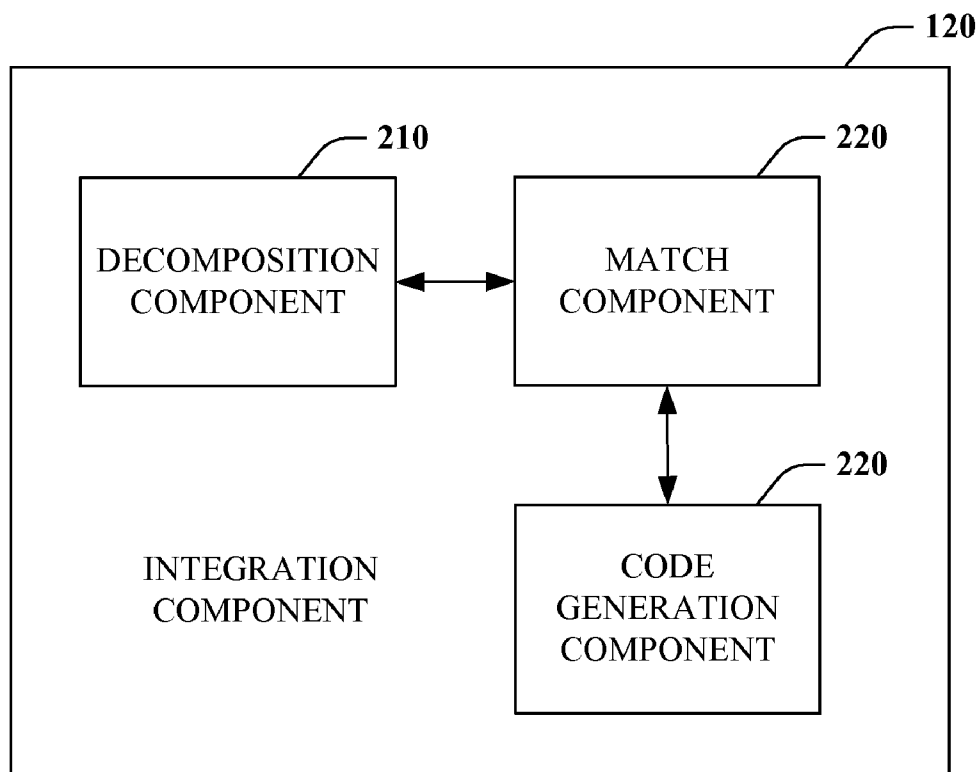 120
210
220
DECOMPOSITION
COMPONENT
MATCH
COMPONENT
220
INTEGRATION
COMPONENT
CODE
GENERATION
COMPONENT